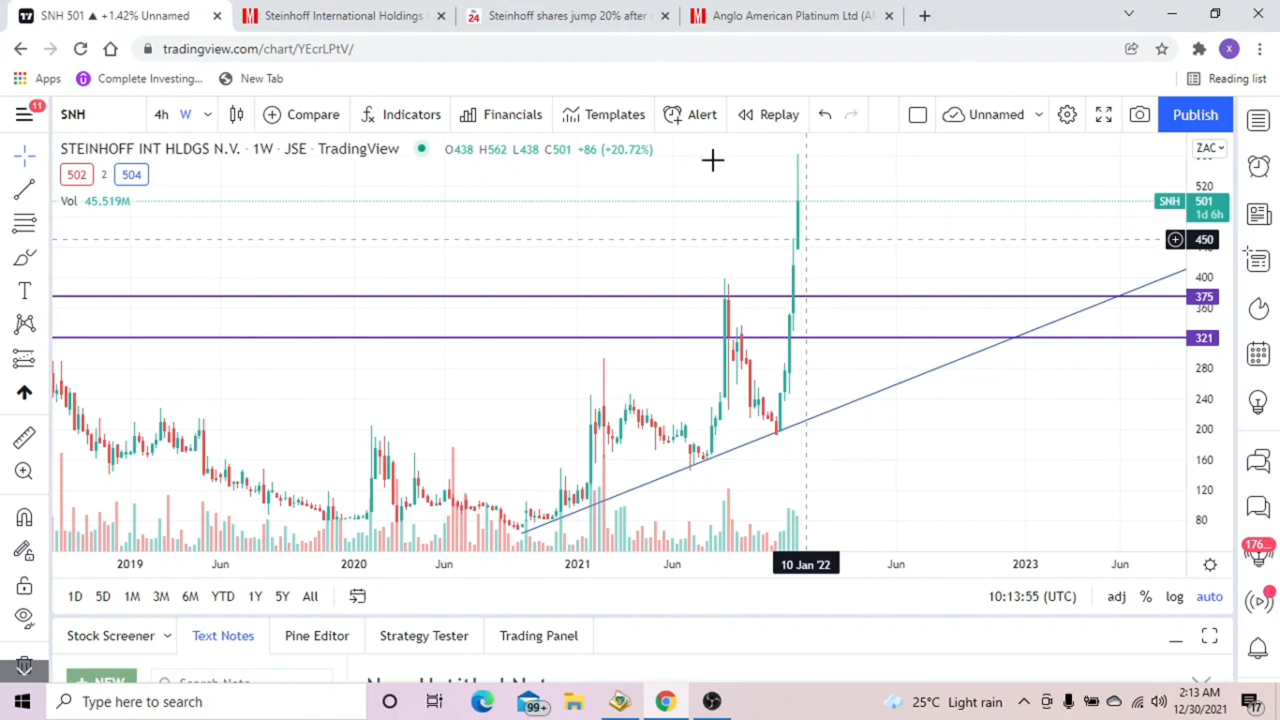 SNH 501 ▲ +1.42% Unnamed
Steinhoff International Holdings
Steinhoff shares jump 20% after
Anglo American Platinum Ltd (A
tradingview.com/chart/YEcrLPtV/
X
Apps Complete Investing... New Tab Reading list
11
SNH 4h W Compare Indicators Financials Templates Alert Replay Unnamed Publish
STEINHOFF INT HLDGS N.V. · 1W · JSE · TradingView O438 H562 L438 C501 +86 (+20.72%) ZAC
502 2 504
Vol 45.519M
520
SNH 501
1d 6h
450
400
375
360
321
280
240
200
160
120
80
2019 Jun 2020 Jun 2021 Jun 10 Jan '22 Jun 2023 Jun
176...
1D 5D 1M 3M 6M YTD 1Y 5Y All 10:13:55 (UTC) adj % log auto
Stock Screener Text Notes Pine Editor Strategy Tester Trading Panel
Type here to search
99+
25°C Light rain
2:13 AM
12/30/2021
17